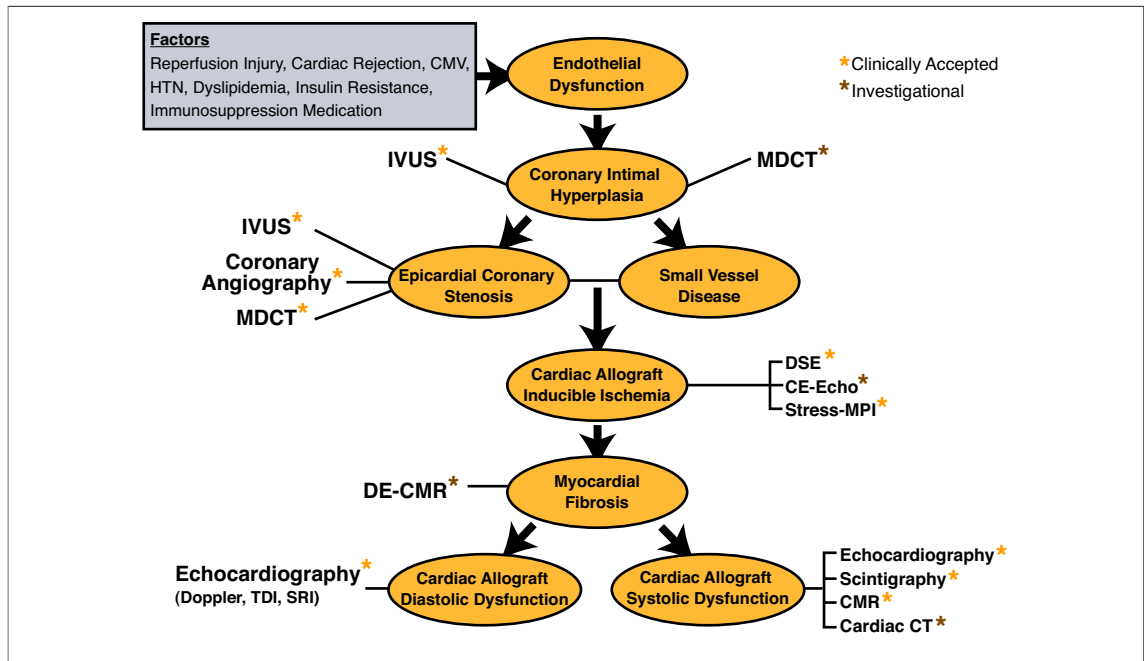 Factors
Reperfusion Injury, Cardiac Rejection, CMV,
HTN, Dyslipidemia, Insulin Resistance,
Immunosuppression Medication
Endothelial
Dysfunction
*Clinically Accepted
*Investigational
IVUS*
Coronary Intimal
Hyperplasia
MDCT*
IVUS*
Coronary
Angiography*
MDCT*
Epicardial Coronary
Stenosis
Small Vessel
Disease
Cardiac Allograft
Inducible Ischemia
DSE*
CE-Echo*
Stress-MPI*
DE-CMR*
Myocardial
Fibrosis
Echocardiography*
(Doppler, TDI, SRI)
Cardiac Allograft
Diastolic Dysfunction
Cardiac Allograft
Systolic Dysfunction
Echocardiography*
Scintigraphy*
CMR*
Cardiac CT*